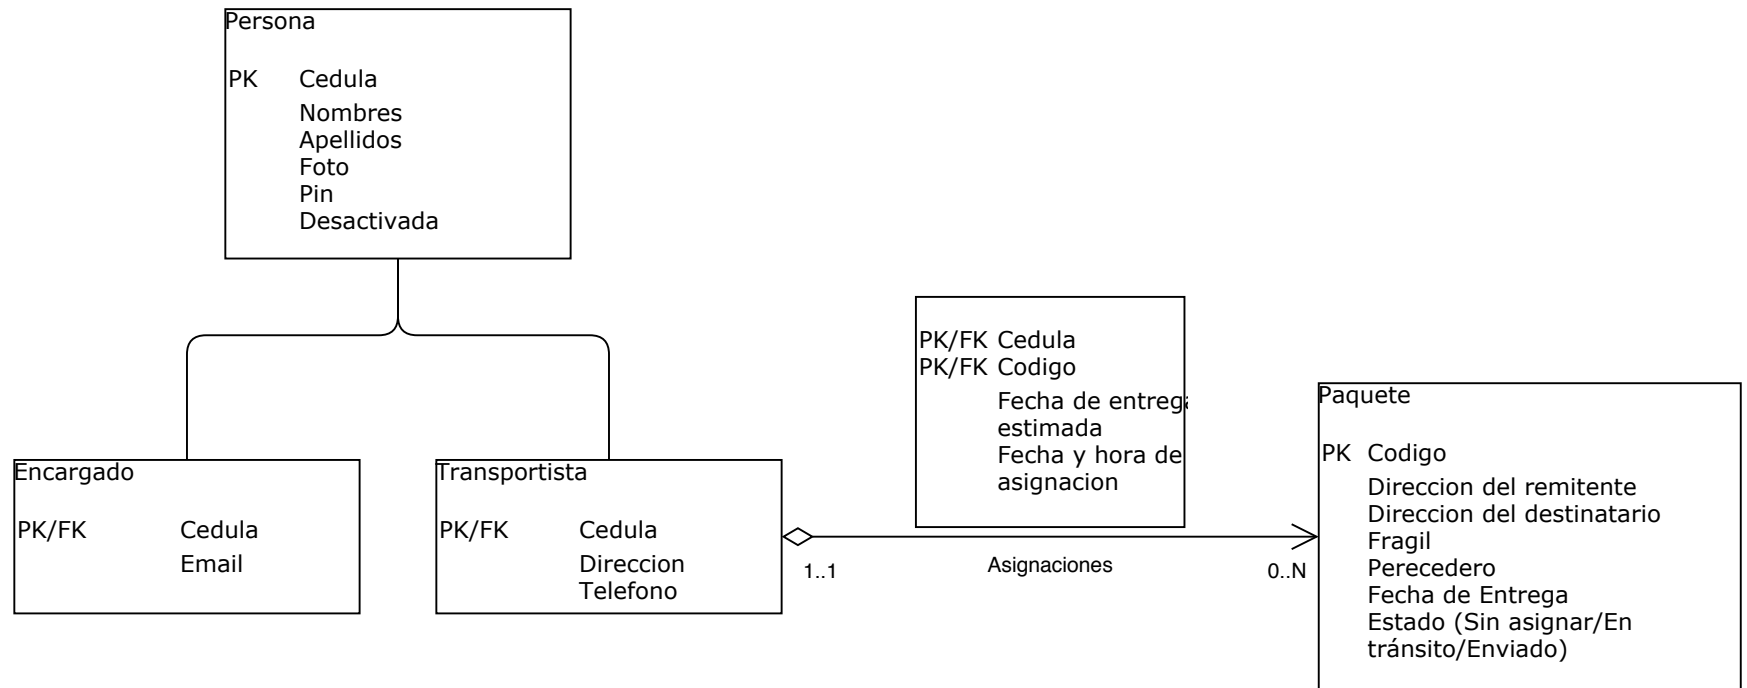 Persona
PK Cedula
Nombres
Apellidos
Foto
Pin
Desactivada
Encargado
PK/FK Cedula
Email
Transportista
PK/FK Cedula
Direccion
Telefono
PK/FK Cedula
PK/FK Codigo
Fecha de entrega
estimada
Fecha y hora de
asignacion
1..1
Asignaciones
0..N
Paquete
PK Codigo
Direccion del remitente
Direccion del destinatario
Fragil
Perecedero
Fecha de Entrega
Estado (Sin asignar/En
tránsito/Enviado)